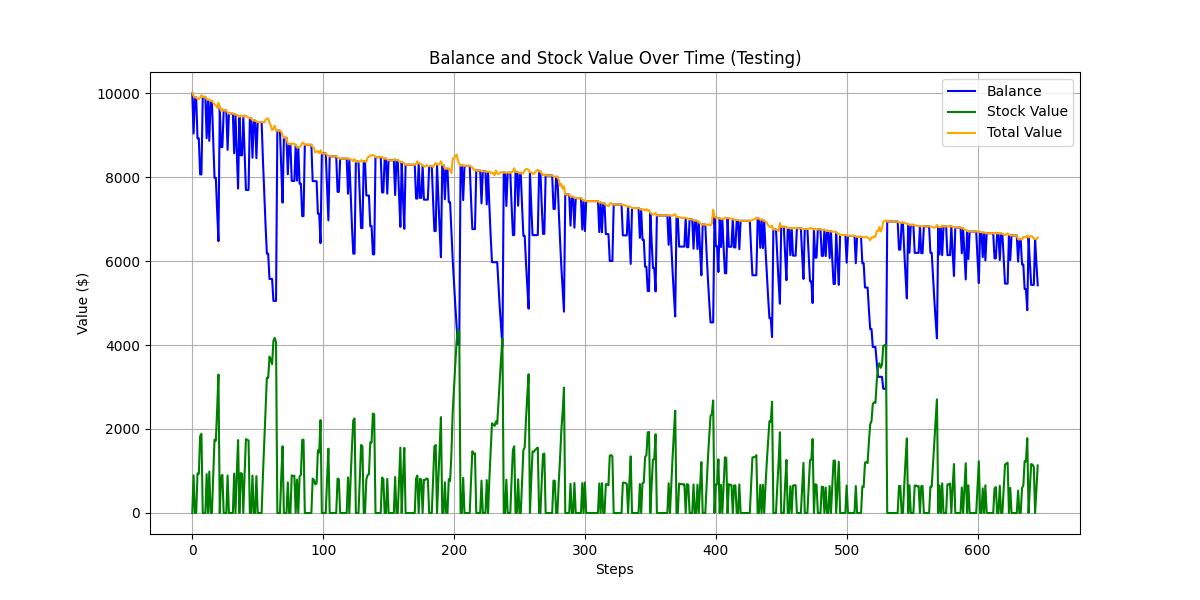 Balance and Stock Value Over Time (Testing)
Balance
Stock Value
Total Value
Value ($)
10000
8000
6000
4000
2000
0
0 100 200 300 400 500 600
Steps